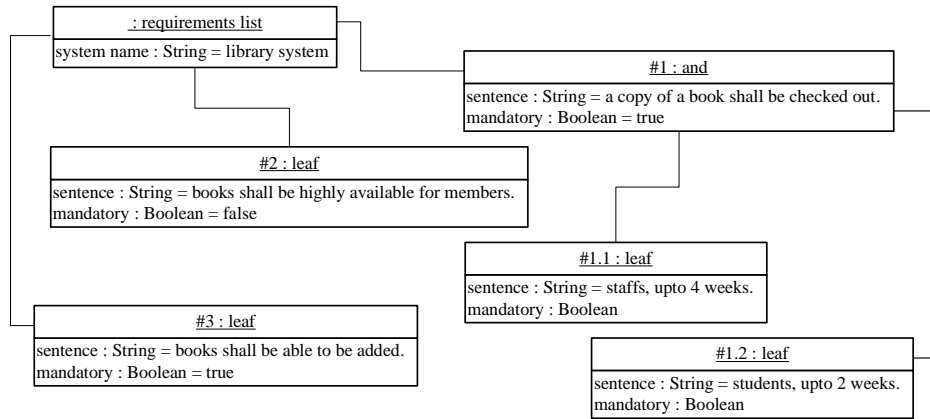 : requirements list
system name : String = library system
#1 : and
sentence : String = a copy of a book shall be checked out.
mandatory : Boolean = true
#2 : leaf
sentence : String = books shall be highly available for members.
mandatory : Boolean = false
#1.1 : leaf
sentence : String = staffs, upto 4 weeks.
mandatory : Boolean
#3 : leaf
sentence : String = books shall be able to be added.
mandatory : Boolean = true
#1.2 : leaf
sentence : String = students, upto 2 weeks.
mandatory : Boolean